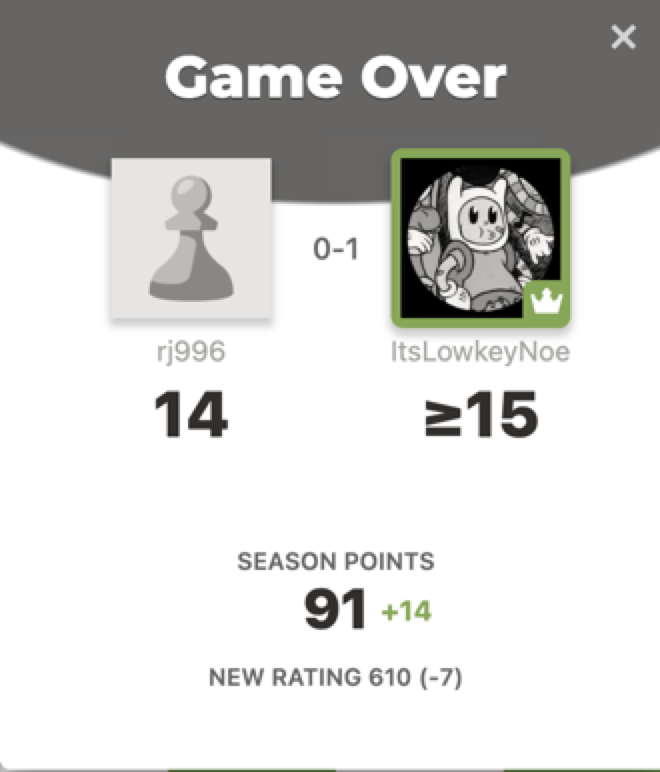 Game Over
0-1
rj996
ItsLowkeyNoe
14
≥15
SEASON POINTS
91 +14
NEW RATING 610 (-7)